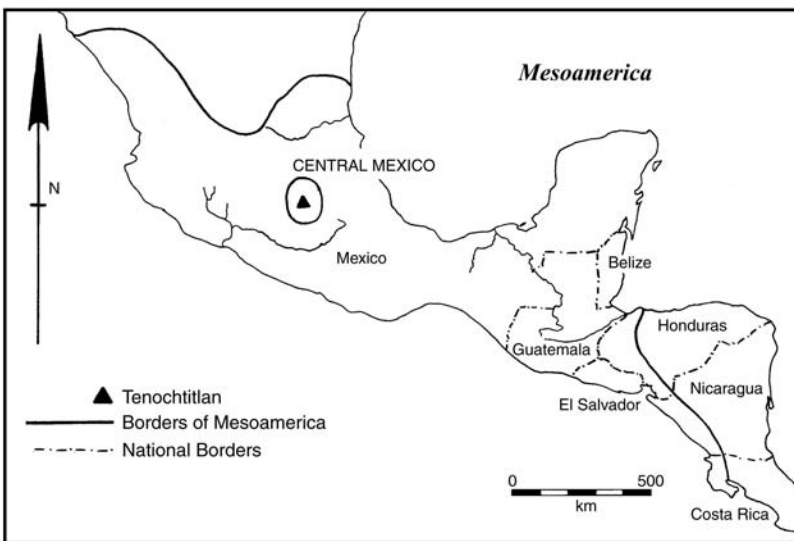 Mesoamerica
CENTRAL MEXICO
N
Mexico
Belize
Honduras
Guatemala
Nicaragua
El Salvador
Tenochtitlan
Borders of Mesoamerica
National Borders
0 500
km
Costa Rica